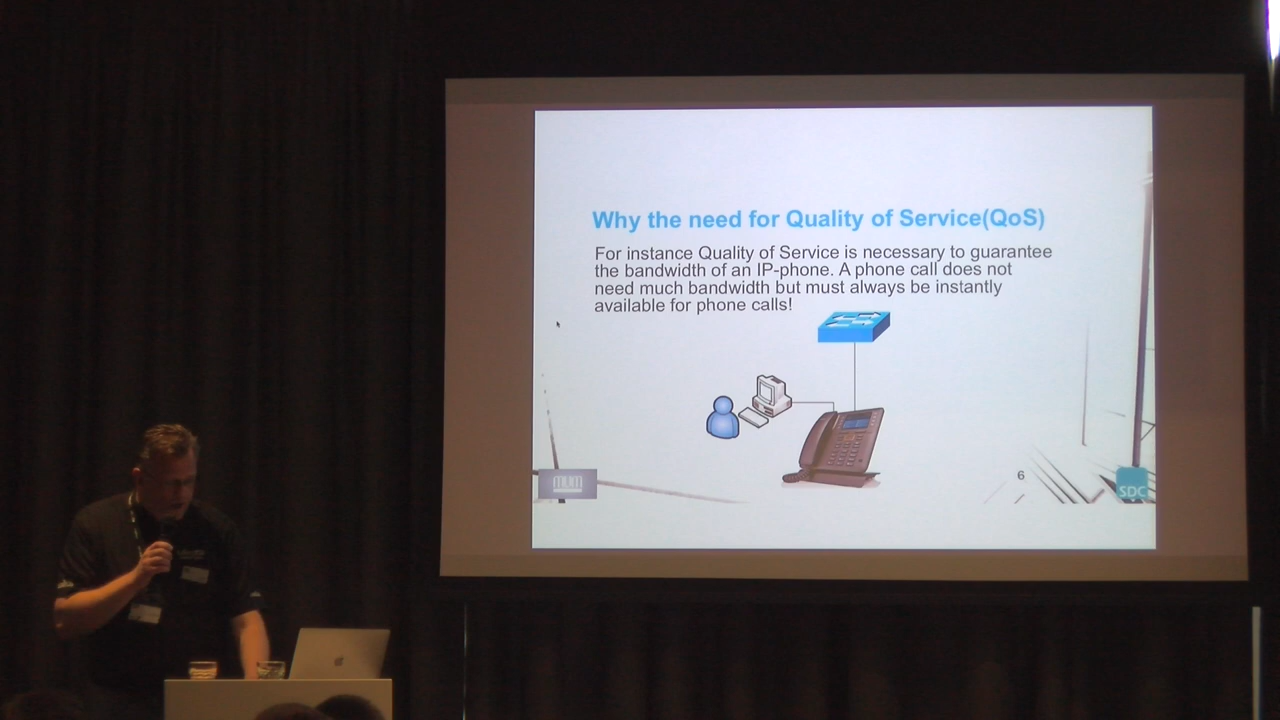 Why the need for Quality of Service(QoS)
For instance Quality of Service is necessary to guarantee
the bandwidth of an IP-phone. A phone call does not
need much bandwidth but must always be instantly
available for phone calls!
6
SDC